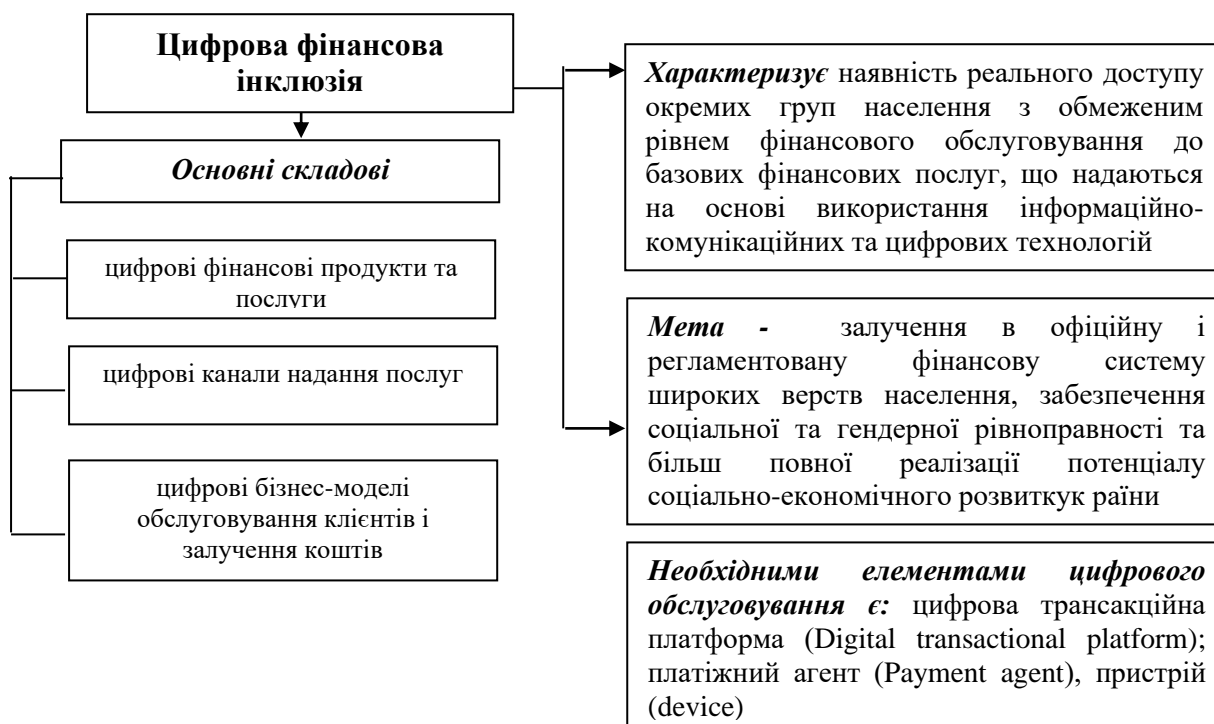 Цифрова фінансова
інклюзія
Основні складові
цифрові фінансові продукти та
послуги
цифрові канали надання послуг
цифрові бізнес-моделі
обслуговування клієнтів і
залучення коштів
Характеризує наявність реального доступу
окремих груп населення з обмеженим
рівнем фінансового обслуговування до
базових фінансових послуг, що надаються
на основі використання інформаційно-
комунікаційних та цифрових технологій
Мета - залучення в офіційну і
регламентовану фінансову систему
широких верств населення, забезпечення
соціальної та гендерної рівноправності та
більш повної реалізації потенціалу
соціально-економічного розвиткук раїни
Необхідними елементами цифрового
обслуговування є: цифрова трансакційна
платформа (Digital transactional platform);
платіжний агент (Payment agent), пристрій
(device)